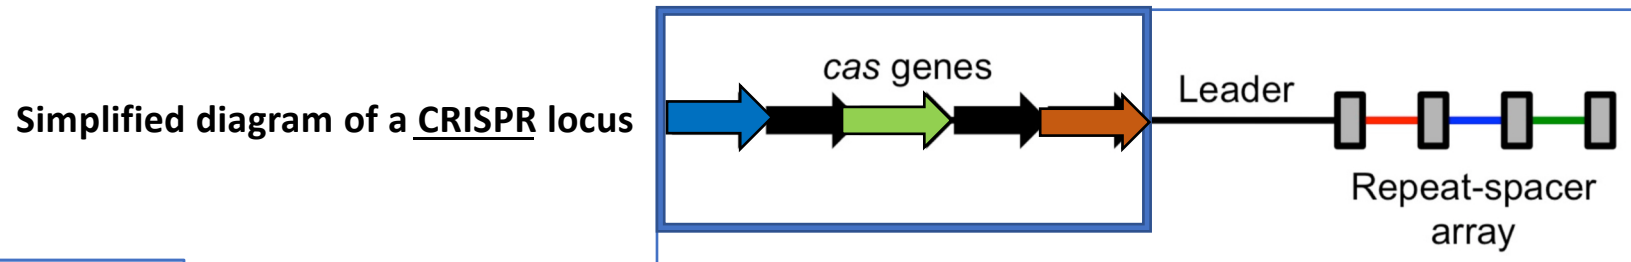 Simplified diagram of a CRISPR locus
cas genes
Leader
Repeat-spacer
array